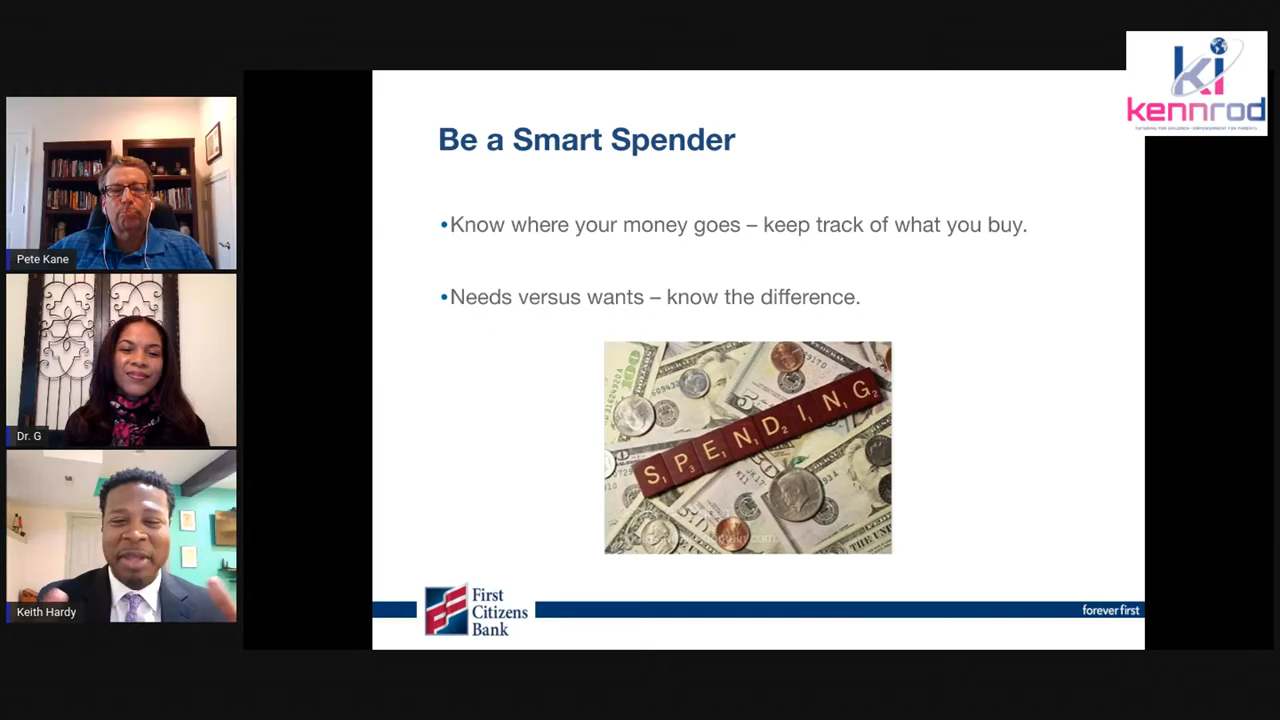 ki
kennrod
Be a Smart Spender
•Know where your money goes – keep track of what you buy.
•Needs versus wants – know the difference.
SPENDING
First
Citizens
Bank
forever first
Pete Kane
Dr. G
Keith Hardy